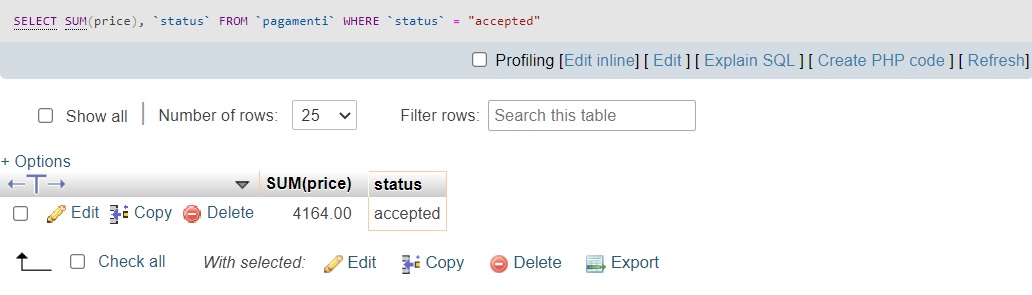 SELECT SUM(price), `status` FROM `pagamenti` WHERE `status` = "accepted"
Profiling [Edit inline] [ Edit ] [ Explain SQL ] [ Create PHP code ] [ Refresh]
Show all | Number of rows: 25 Filter rows: Search this table
+ Options
←T→ SUM(price) status
Edit Copy Delete 4164.00 accepted
Check all With selected: Edit Copy Delete Export